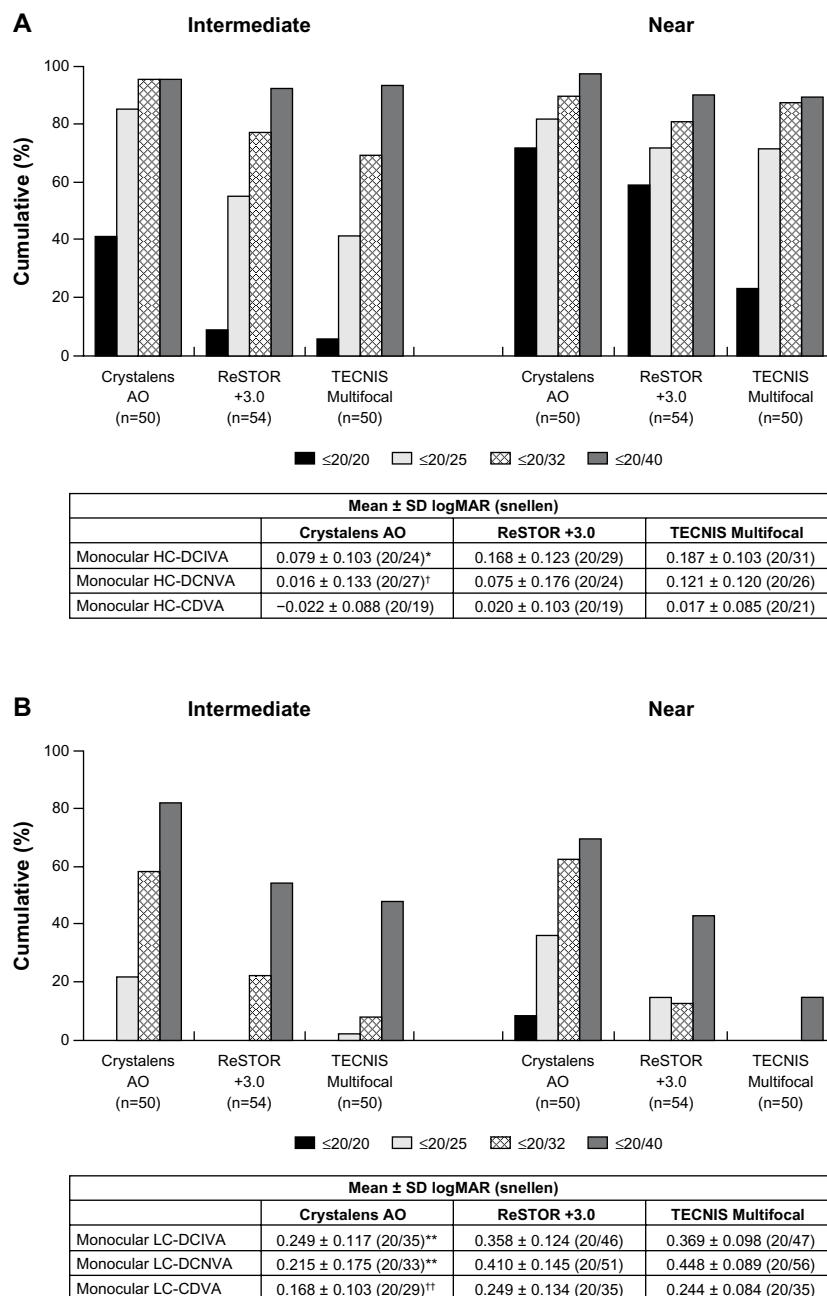 A
Intermediate
Near
Cumulative (%)
100
80
60
40
20
0
Crystalens AO (n=50)
ReSTOR +3.0 (n=54)
TECNIS Multifocal (n=50)
Crystalens AO (n=50)
ReSTOR +3.0 (n=54)
TECNIS Multifocal (n=50)
≤20/20 ≤20/25 ≤20/32 ≤20/40
Mean ± SD logMAR (snellen)
Crystalens AO ReSTOR +3.0 TECNIS Multifocal
Monocular HC-DCIVA 0.079 ± 0.103 (20/24)* 0.168 ± 0.123 (20/29) 0.187 ± 0.103 (20/31)
Monocular HC-DCNVA 0.016 ± 0.133 (20/27)† 0.075 ± 0.176 (20/24) 0.121 ± 0.120 (20/26)
Monocular HC-CDVA −0.022 ± 0.088 (20/19) 0.020 ± 0.103 (20/19) 0.017 ± 0.085 (20/21)
B
Intermediate
Near
Cumulative (%)
100
80
60
40
20
0
Crystalens AO (n=50)
ReSTOR +3.0 (n=54)
TECNIS Multifocal (n=50)
Crystalens AO (n=50)
ReSTOR +3.0 (n=54)
TECNIS Multifocal (n=50)
≤20/20 ≤20/25 ≤20/32 ≤20/40
Mean ± SD logMAR (snellen)
Crystalens AO ReSTOR +3.0 TECNIS Multifocal
Monocular LC-DCIVA 0.249 ± 0.117 (20/35)** 0.358 ± 0.124 (20/46) 0.369 ± 0.098 (20/47)
Monocular LC-DCNVA 0.215 ± 0.175 (20/33)** 0.410 ± 0.145 (20/51) 0.448 ± 0.089 (20/56)
Monocular LC-CDVA 0.168 ± 0.103 (20/29)†† 0.249 ± 0.134 (20/35) 0.244 ± 0.084 (20/35)